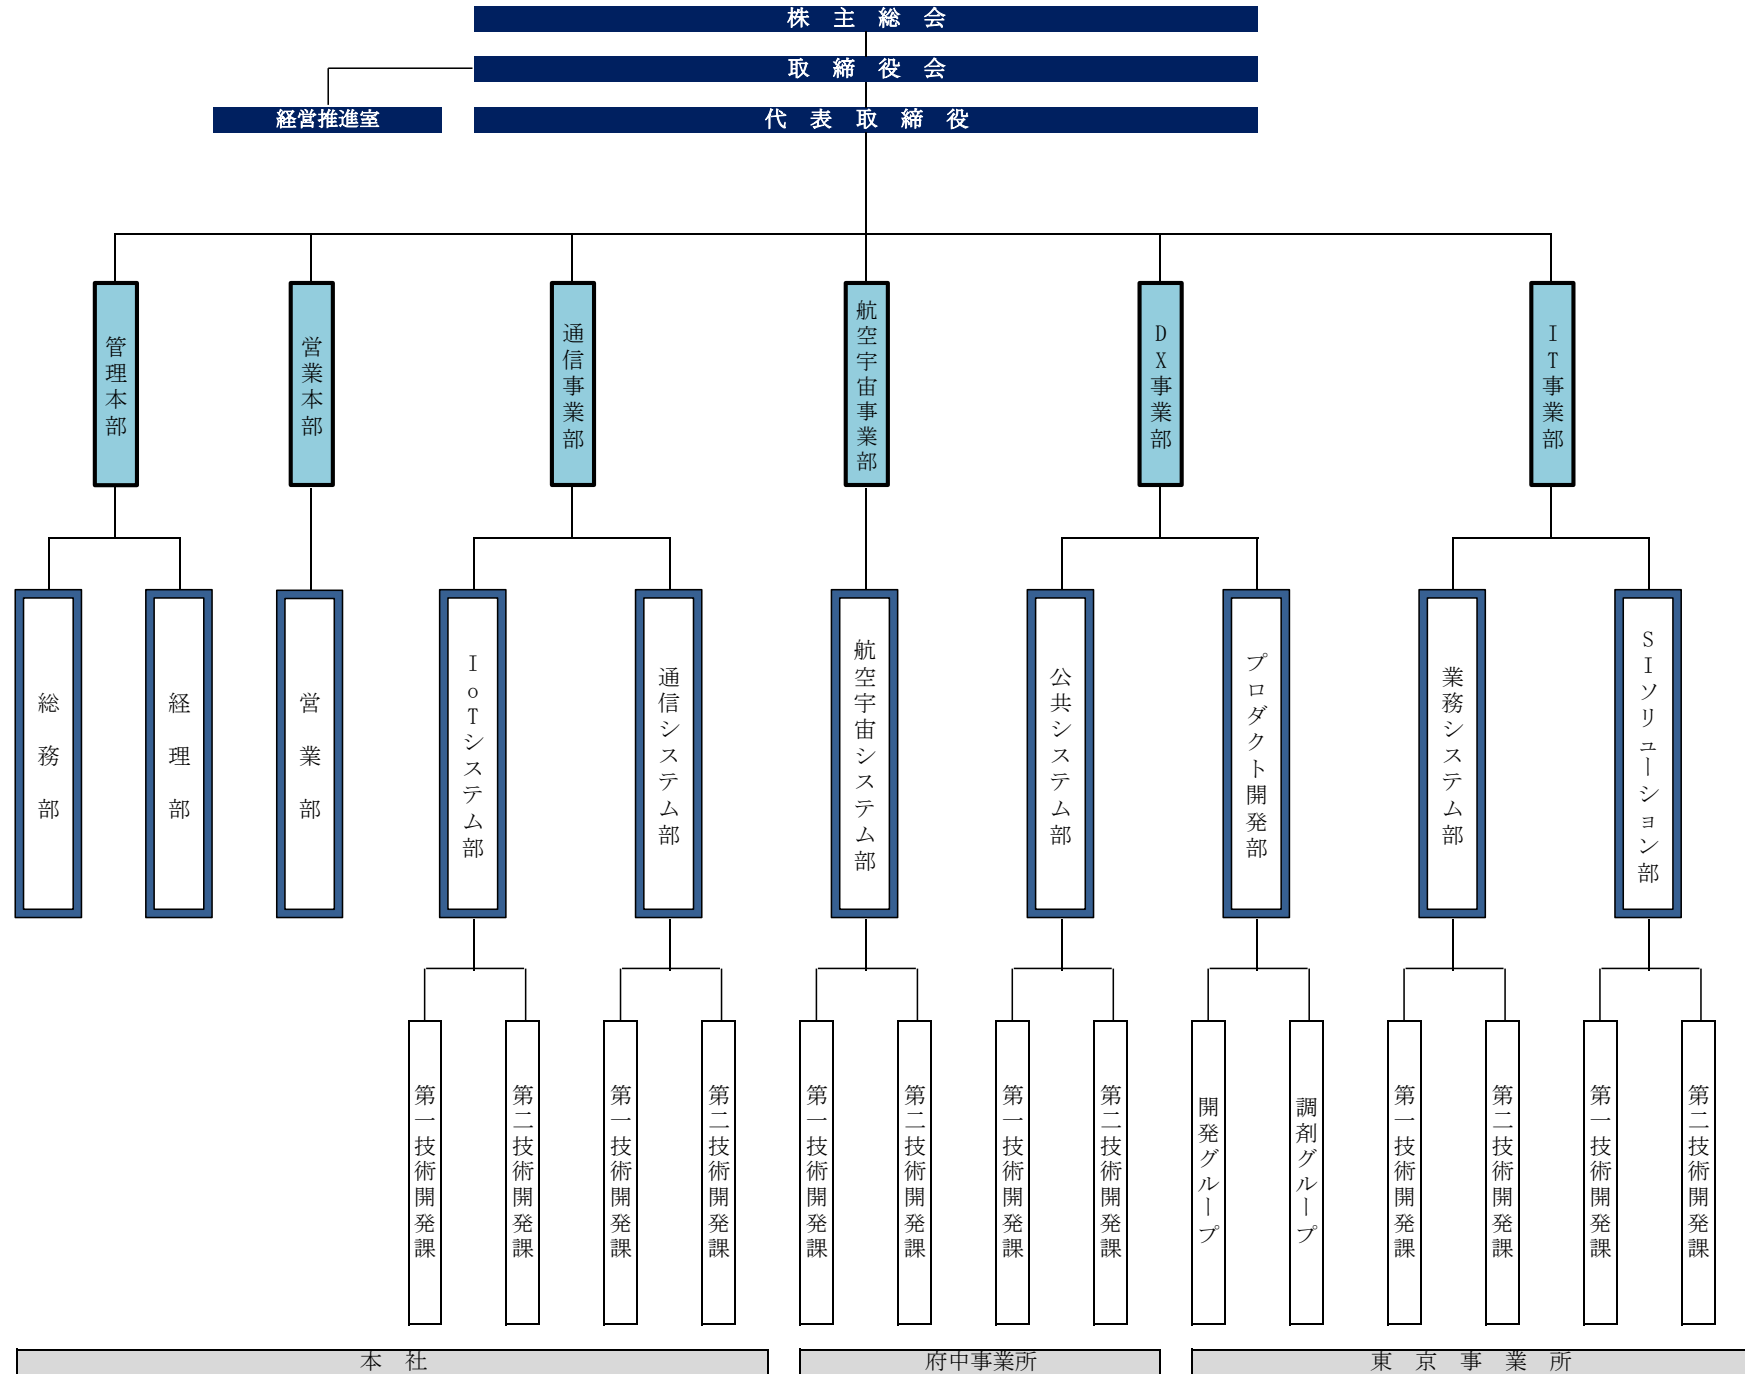 株　主　総　会
取　締　役　会
経営推進室
代　表　取　締　役
管理本部
営業本部
通信事業部
航空宇宙事業部
DX事業部
IT事業部
総　務　部
経　理　部
営　業　部
IoTシステム部
通信システム部
航空宇宙システム部
公共システム部
プロダクト開発部
業務システム部
SIソリューション部
第一技術開発課
第二技術開発課
第一技術開発課
第二技術開発課
第一技術開発課
第二技術開発課
第一技術開発課
第二技術開発課
開発グループ
調剤グループ
第一技術開発課
第二技術開発課
第一技術開発課
第二技術開発課
本　社
府中事業所
東　京　事　業　所